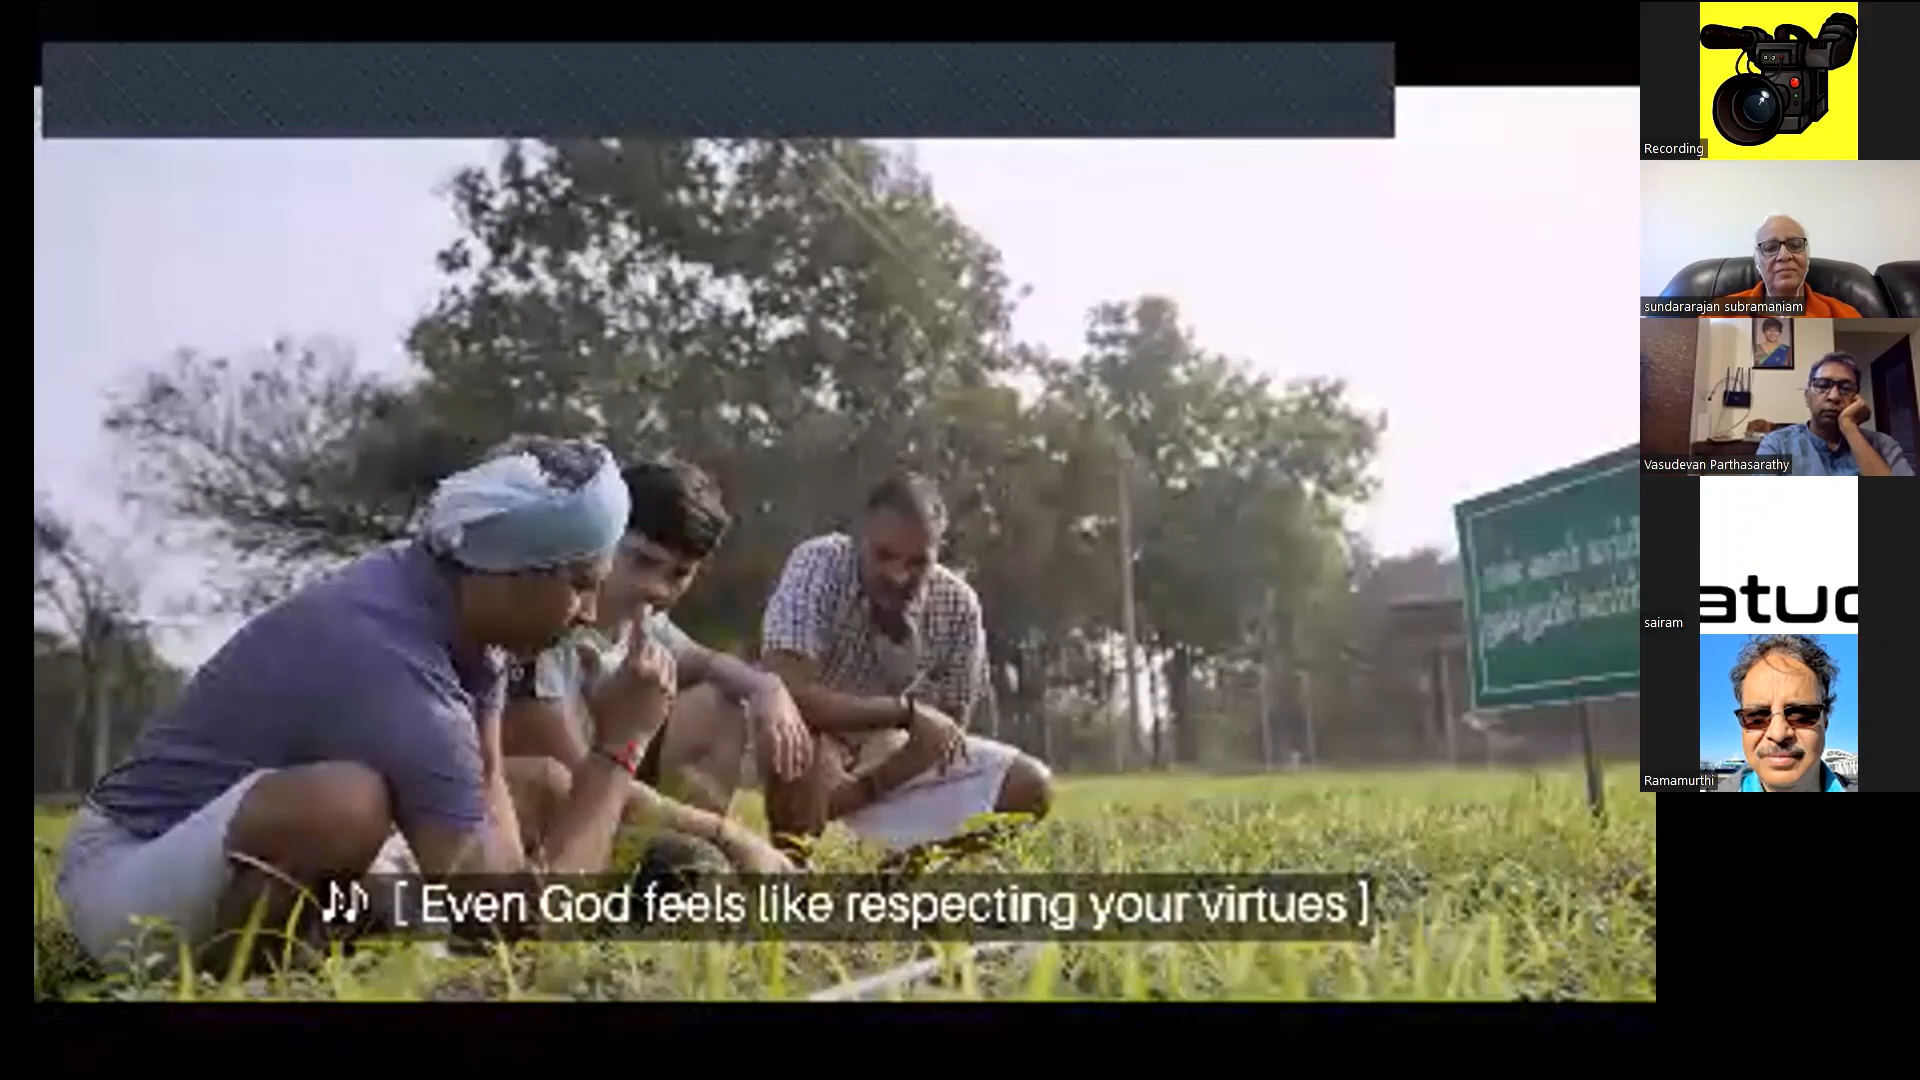 Recording
sundararajan subramaniam
Vasudevan Parthasarathy
atuc
sairam
Ramamurthi
[ Even God feels like respecting your virtues ]